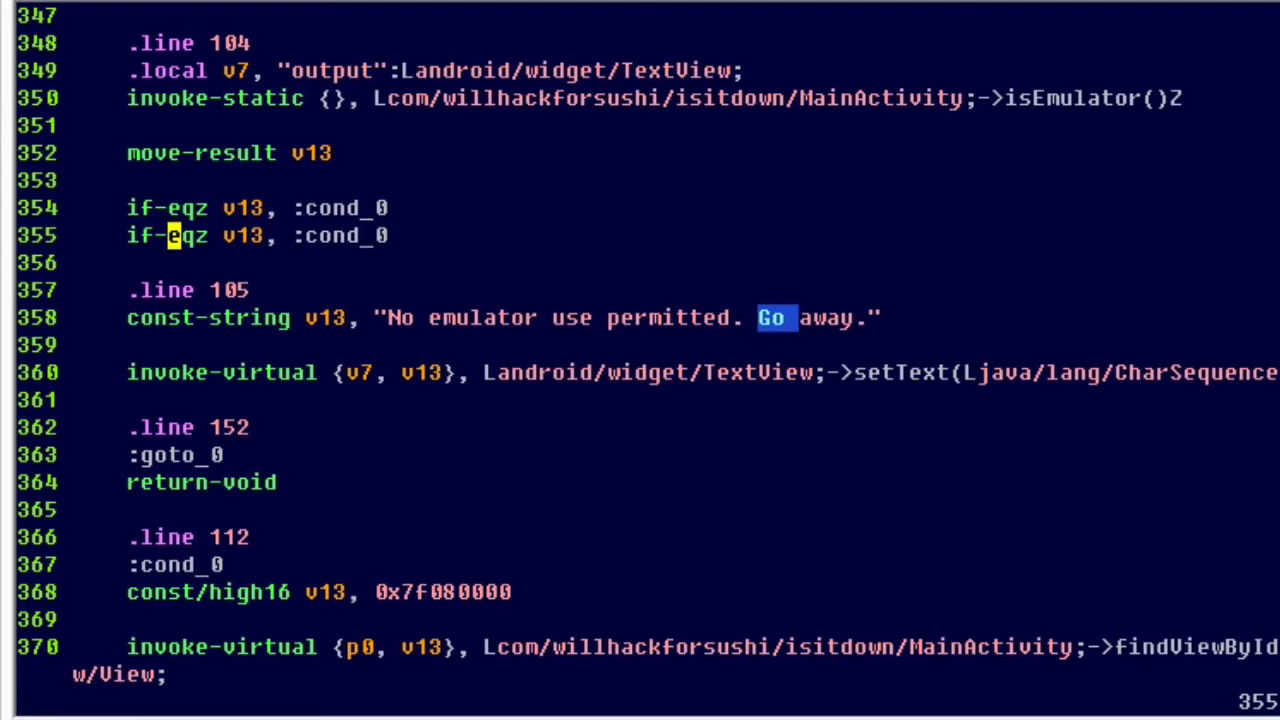 347
348 .line 104
349 .local v7, "output":Landroid/widget/TextView;
350 invoke-static {}, Lcom/willhackforsushi/isitdown/MainActivity;->isEmulator()Z
351
352 move-result v13
353
354 if-eqz v13, :cond_0
355 if-eqz v13, :cond_0
356
357 .line 105
358 const-string v13, "No emulator use permitted. Go away."
359
360 invoke-virtual {v7, v13}, Landroid/widget/TextView;->setText(Ljava/lang/CharSequence
361
362 .line 152
363 :goto_0
364 return-void
365
366 .line 112
367 :cond_0
368 const/high16 v13, 0x7f080000
369
370 invoke-virtual {p0, v13}, Lcom/willhackforsushi/isitdown/MainActivity;->findViewById
w/View;
355